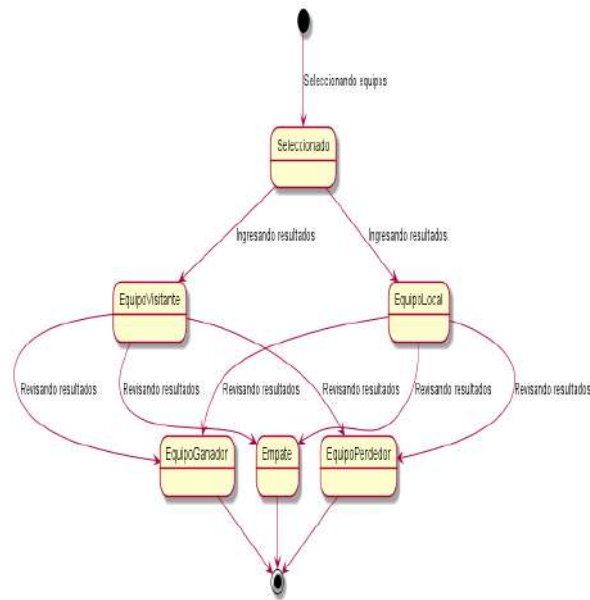 Seleccionando equipos
Seleccionado
Ingresando resultados
Ingresando resultados
EquipoVisitante
EquipoLocal
Revisando resultados
Revisando resultados
Revisando resultados
Revisando resultados
Revisando resultados
Revisando resultados
EquipoGanador
Empate
EquipoPerdedor